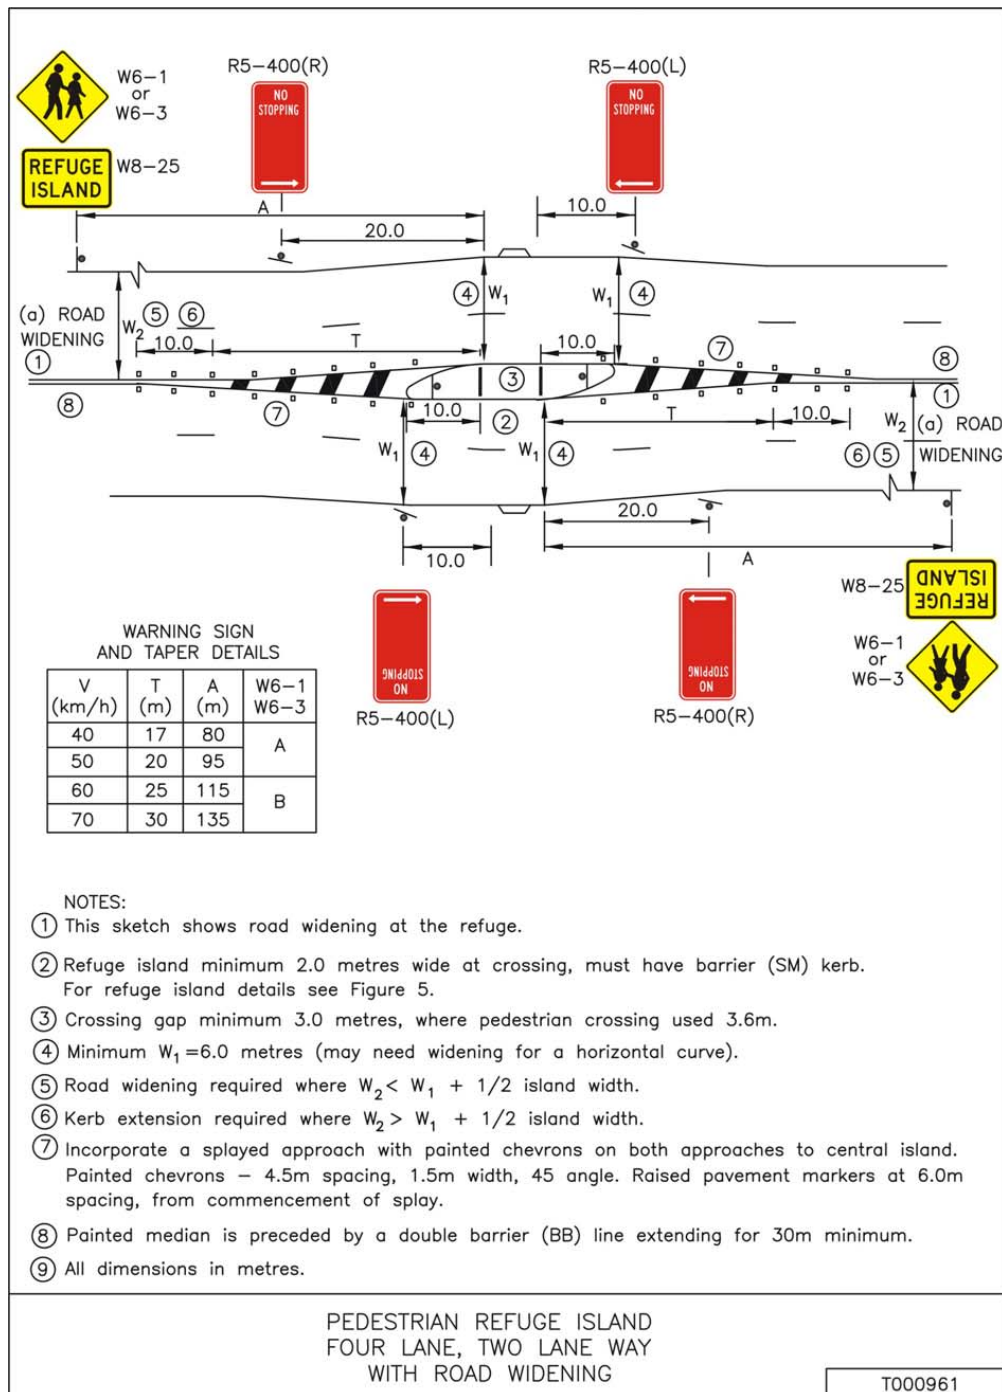 W6-1
or
W6-3
R5-400(R)
R5-400(L)
NO
STOPPING
NO
STOPPING
REFUGE
ISLAND
W8-25
A
10.0
20.0
4
W1
W1
4
(a) ROAD
WIDENING
W2
5 6
10.0
T
10.0
7
8
1
3
1
8
7
10.0
2
T
10.0
W2
(a) ROAD
WIDENING
W1
4
W1
4
6 5
20.0
10.0
A
W8-25
REFUGE
ISLAND
W6-1
or
W6-3
NO
STOPPING
R5-400(L)
NO
STOPPING
R5-400(R)
WARNING SIGN
AND TAPER DETAILS
V T A W6-1
(km/h) (m) (m) W6-3
40 17 80 A
50 20 95
60 25 115 B
70 30 135
NOTES:
1 This sketch shows road widening at the refuge.
2 Refuge island minimum 2.0 metres wide at crossing, must have barrier (SM) kerb.
For refuge island details see Figure 5.
3 Crossing gap minimum 3.0 metres, where pedestrian crossing used 3.6m.
4 Minimum W1=6.0 metres (may need widening for a horizontal curve).
5 Road widening required where W2< W1 + 1/2 island width.
6 Kerb extension required where W2> W1 + 1/2 island width.
7 Incorporate a splayed approach with painted chevrons on both approaches to central island.
Painted chevrons – 4.5m spacing, 1.5m width, 45 angle. Raised pavement markers at 6.0m
spacing, from commencement of splay.
8 Painted median is preceded by a double barrier (BB) line extending for 30m minimum.
9 All dimensions in metres.
PEDESTRIAN REFUGE ISLAND
FOUR LANE, TWO LANE WAY
WITH ROAD WIDENING
T000961